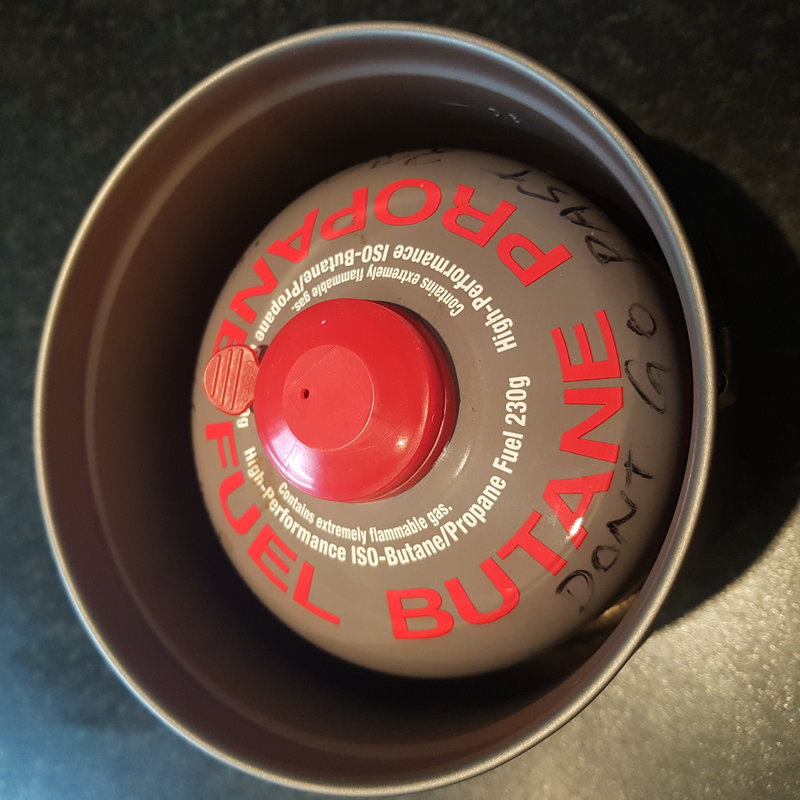 BUTANE PROPANE FUEL
High-Performance ISO-Butane/Propane Fuel 230g
Contains extremely flammable gas.
High-Performance ISO-Butane/Propane
Contains extremely flammable gas.
DONT GO PAST